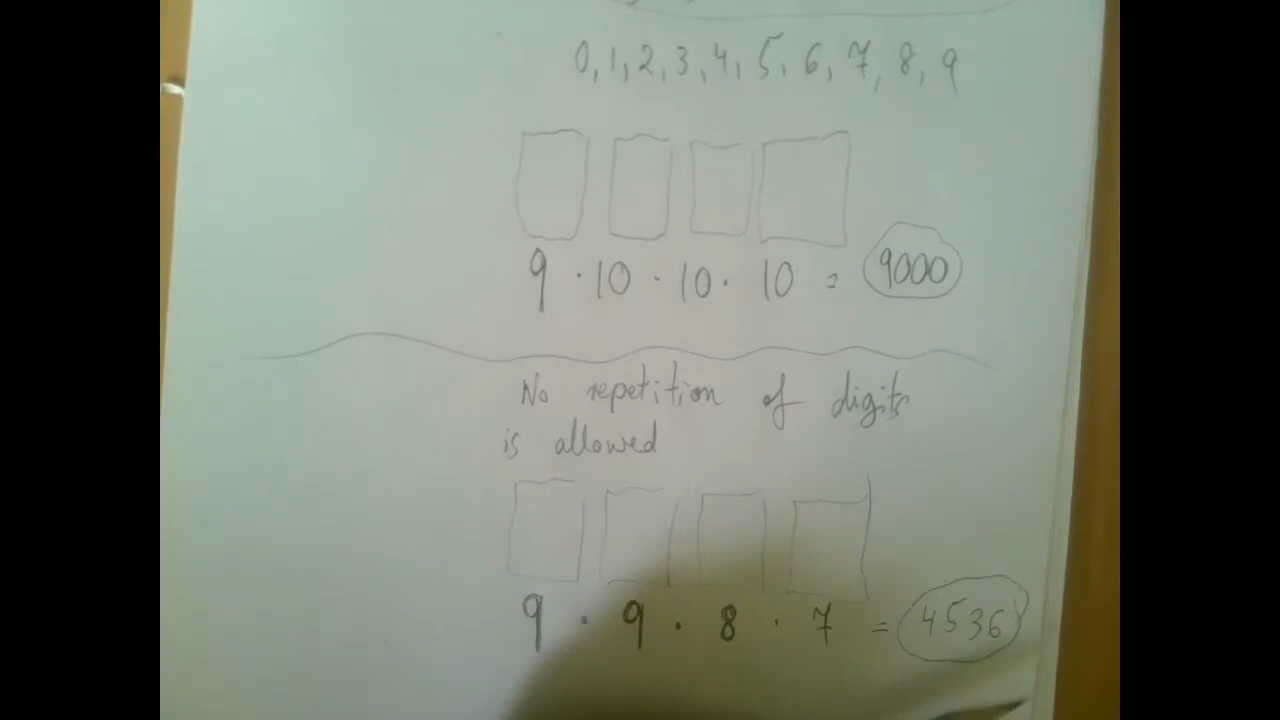 0, 1, 2, 3, 4, 5, 6, 7, 8, 9
9 · 10 · 10 · 10 = 9000
No repetition of digits
is allowed
9 · 9 · 8 · 7 = 4536